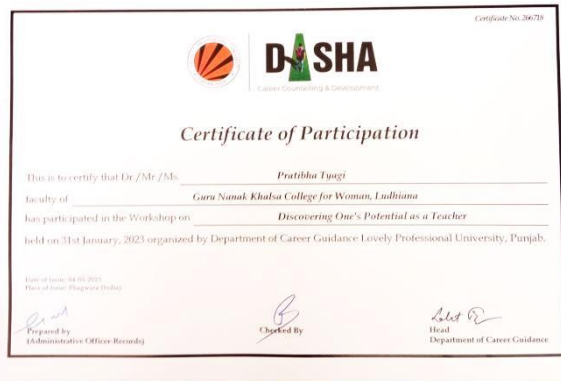 Certificate No. 266718
DISHA
Career Counselling & Development
Certificate of Participation
This is to certify that Dr./Mr./Ms. Pratibha Tyagi
faculty of Guru Nanak Khalsa College for Woman, Ludhiana
has participated in the Workshop on Discovering One's Potential as a Teacher
held on 31st January, 2023 organized by Department of Career Guidance Lovely Professional University, Punjab.
Date of Issue:
Place of Issue: Phagwara (India)
Prepared by
(Administrative Officer-Records)
Checked By
Head
Department of Career Guidance